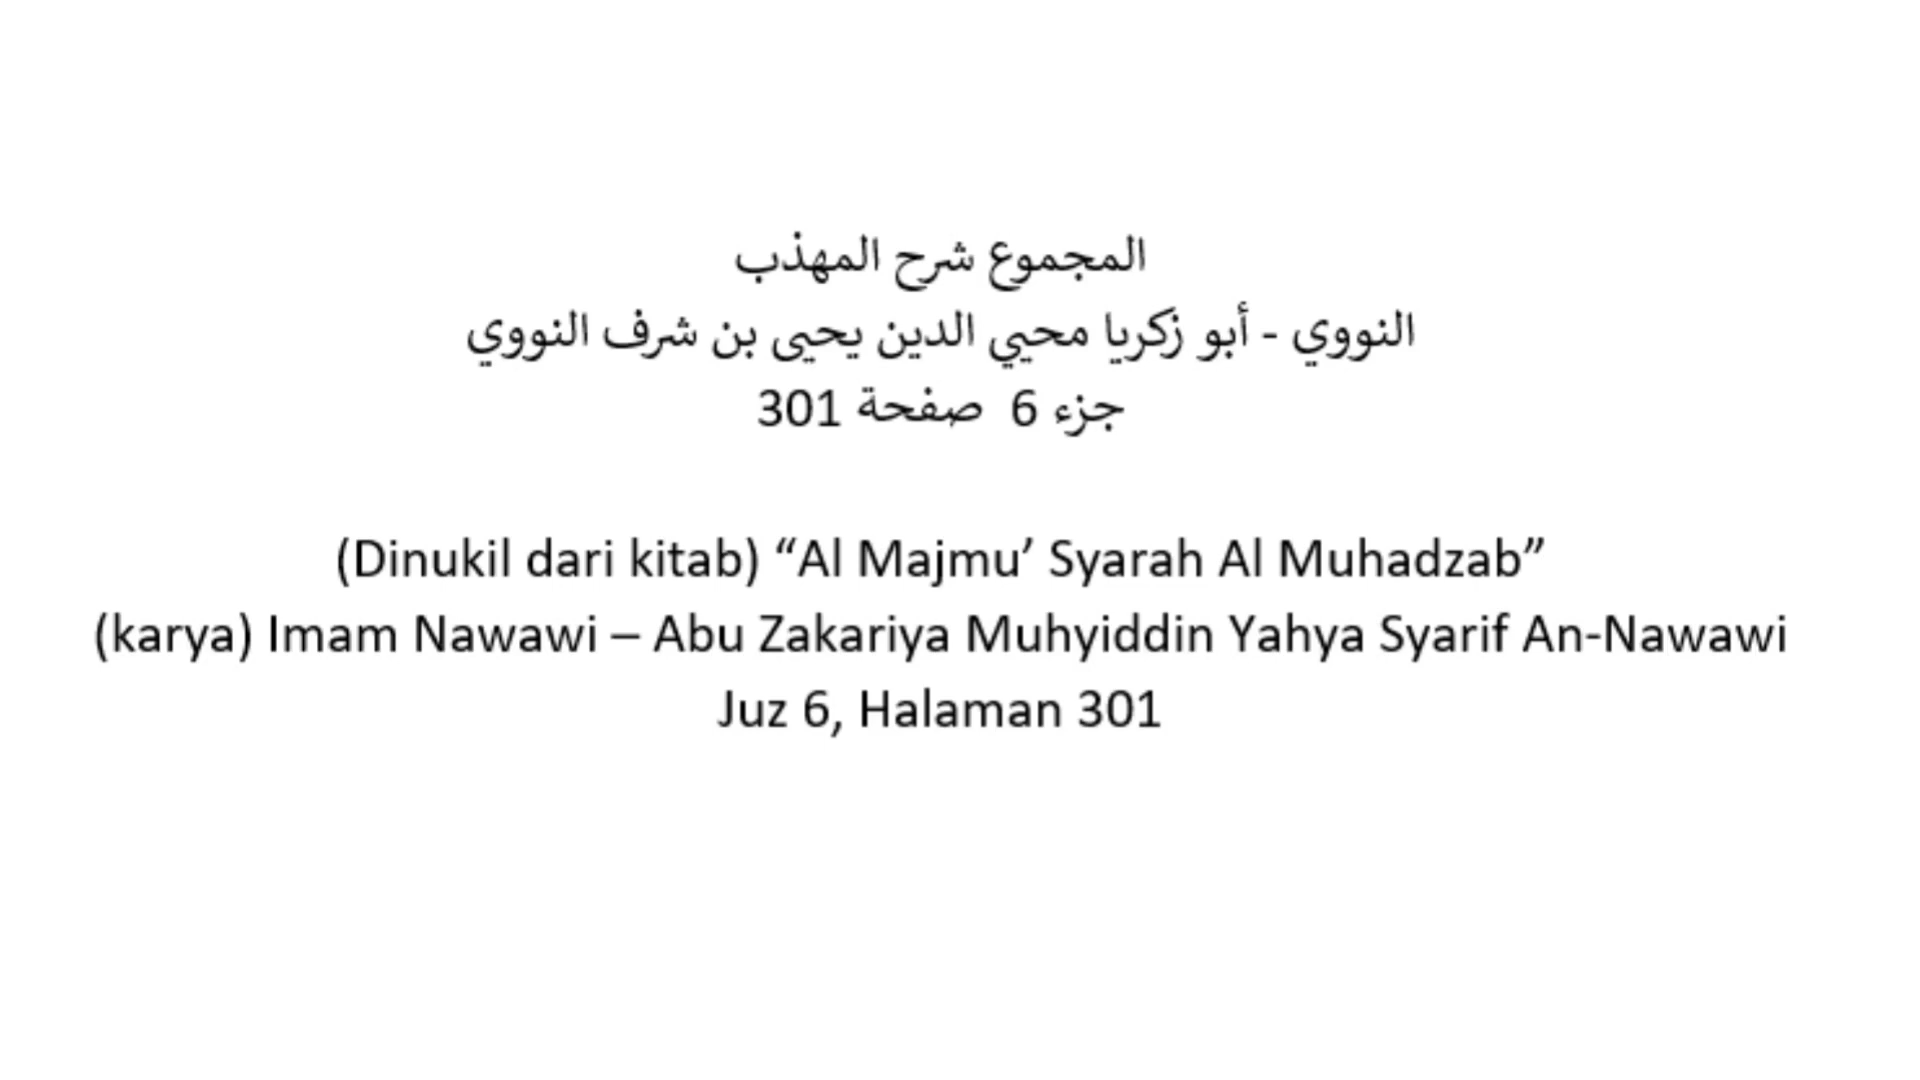 المجموع شرح المهذب
النووي - أبو زكريا محيي الدين يحيى بن شرف النووي
جزء 6 صفحة 301
(Dinukil dari kitab) “Al Majmu’ Syarah Al Muhadzab”
(karya) Imam Nawawi – Abu Zakariya Muhyiddin Yahya Syarif An-Nawawi
Juz 6, Halaman 301